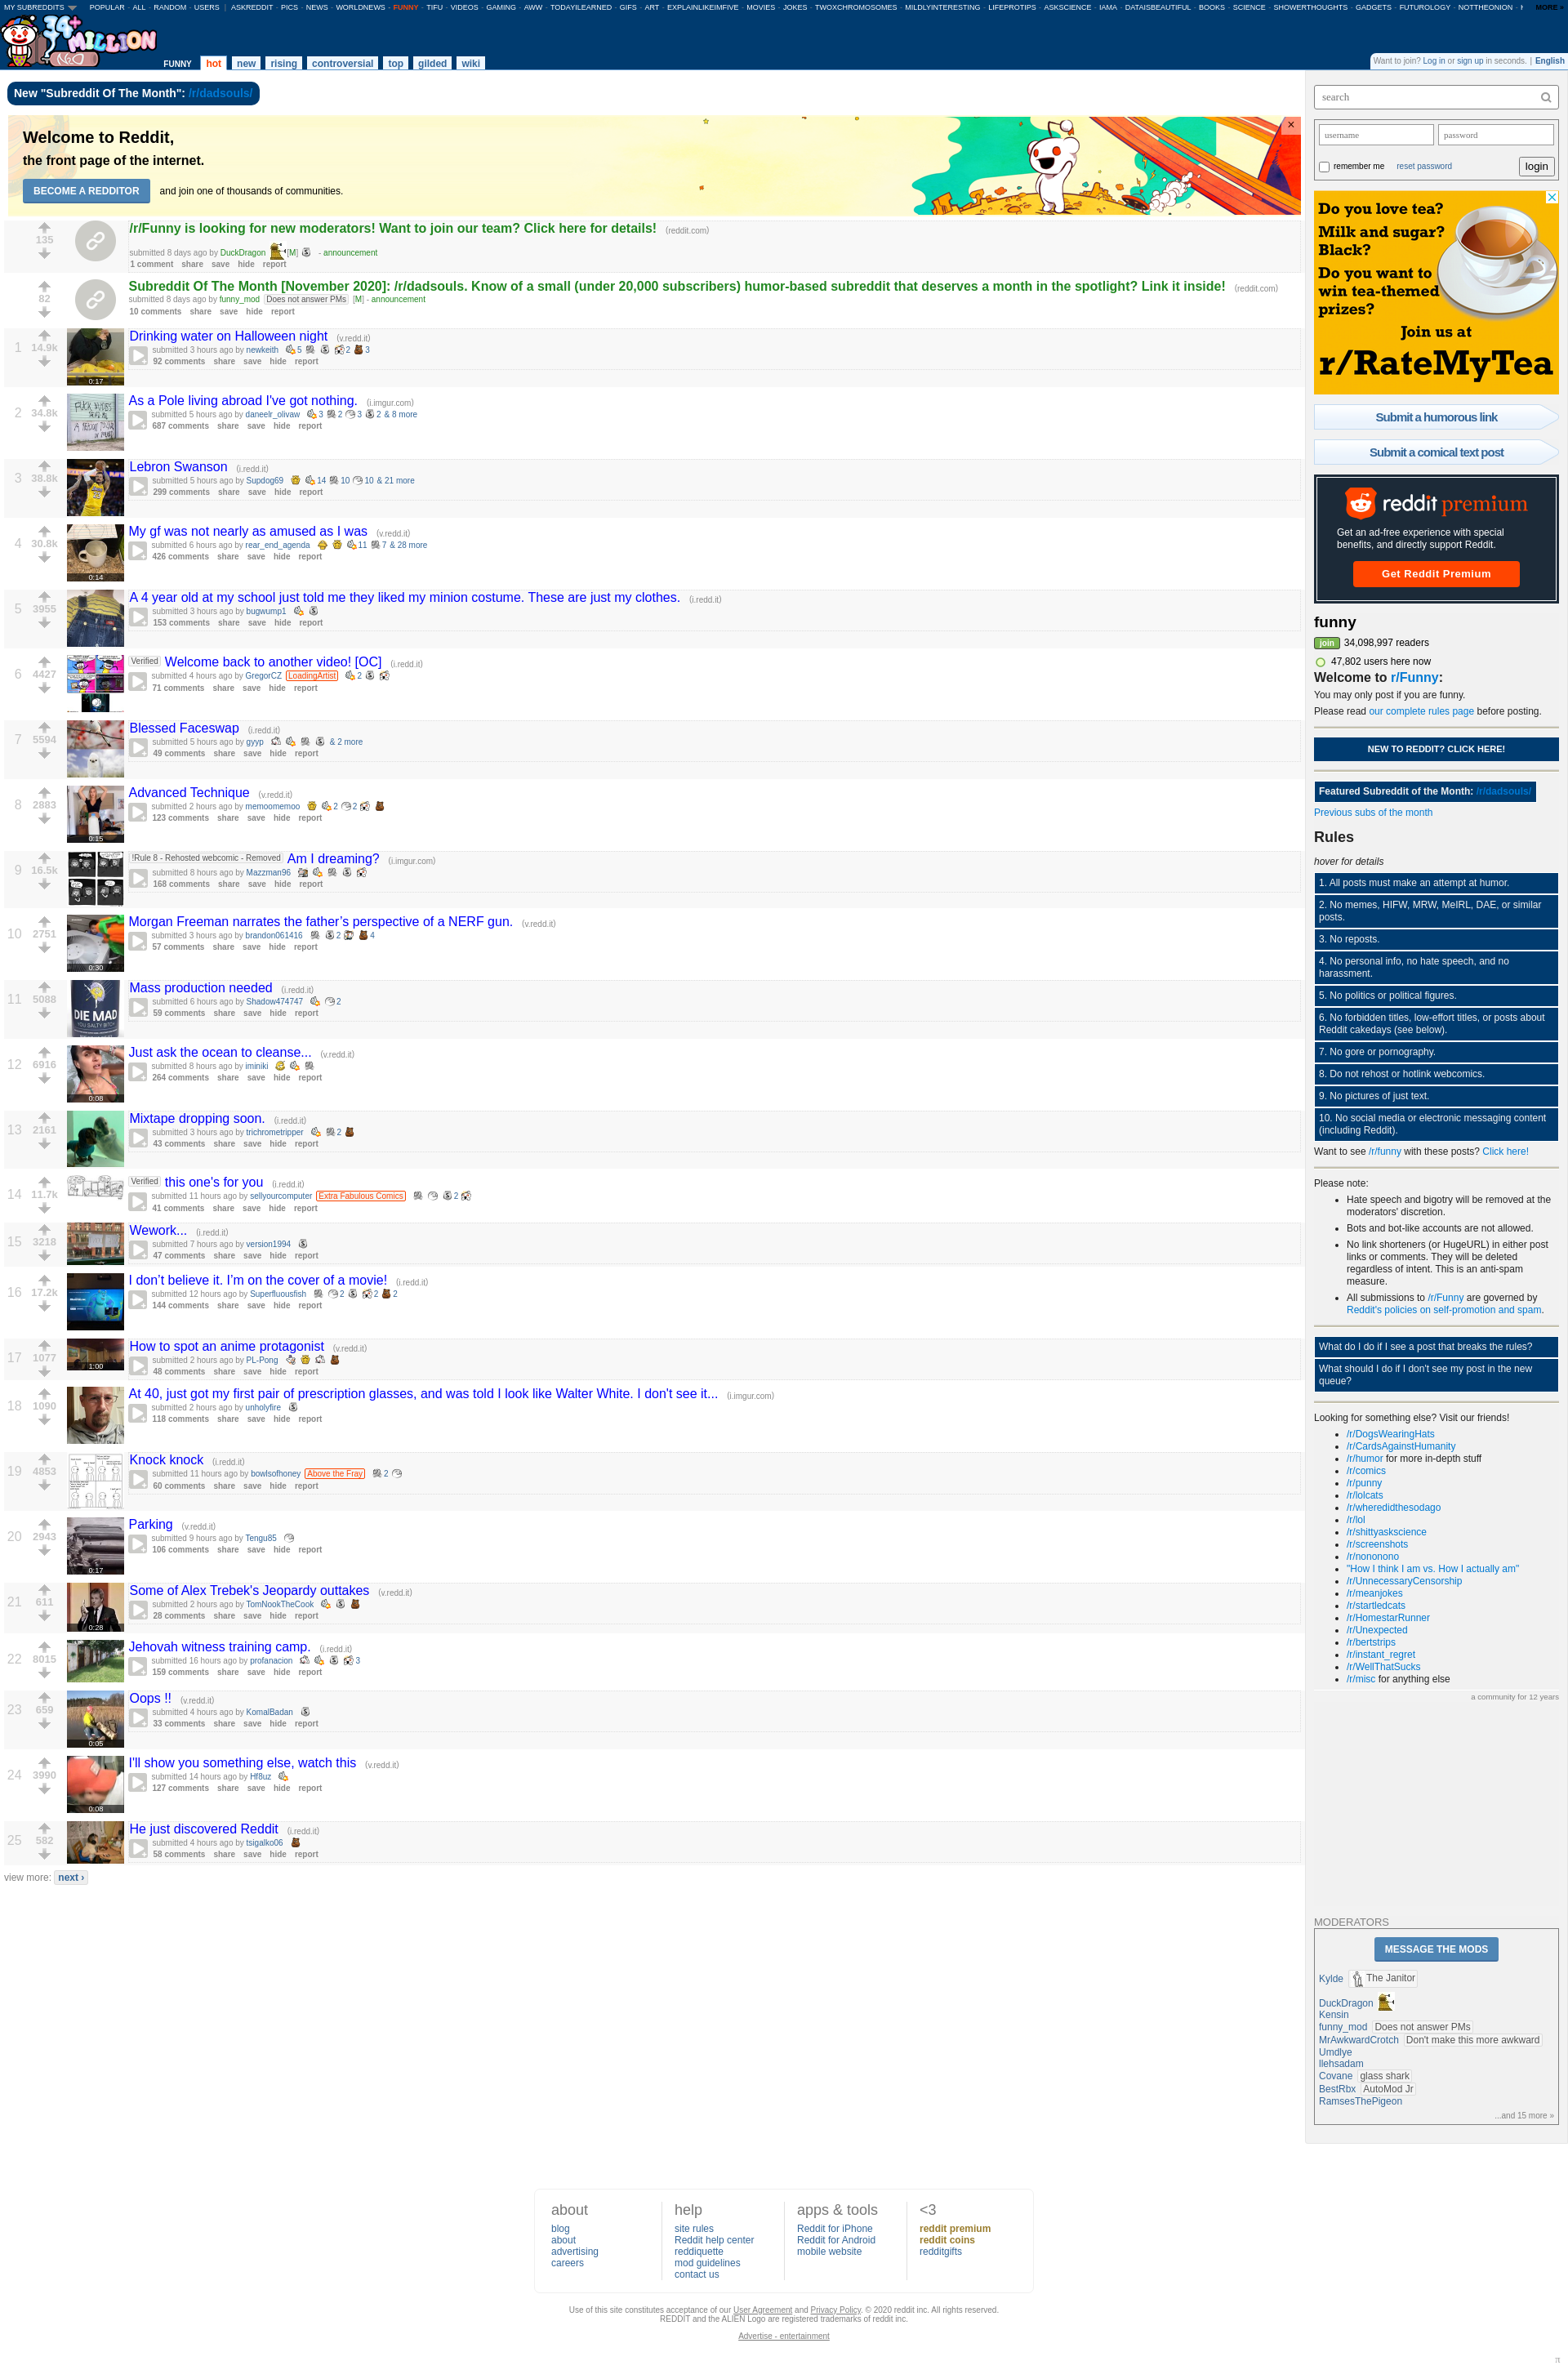 MY SUBREDDITS POPULAR - ALL - RANDOM - USERS | ASKREDDIT - PICS - NEWS - WORLDNEWS - FUNNY - TIFU - VIDEOS - GAMING - AWW - TODAYILEARNED - GIFS - ART - EXPLAINLIKEIMFIVE - MOVIES - JOKES - TWOXCHROMOSOMES - MILDLYINTERESTING - LIFEPROTIPS - ASKSCIENCE - IAMA - DATAISBEAUTIFUL - BOOKS - SCIENCE - SHOWERTHOUGHTS - GADGETS - FUTUROLOGY - NOTTHEONION - MORE »
34+ MILLION
FUNNY hot new rising controversial top gilded wiki
Want to join? Log in or sign up in seconds. | English
New "Subreddit Of The Month": /r/dadsouls/
Welcome to Reddit,
the front page of the internet.
BECOME A REDDITOR and join one of thousands of communities.
×
135
/r/Funny is looking for new moderators! Want to join our team? Click here for details! (reddit.com)
submitted 8 days ago by DuckDragon [M] - announcement
1 comment share save hide report
82
Subreddit Of The Month [November 2020]: /r/dadsouls. Know of a small (under 20,000 subscribers) humor-based subreddit that deserves a month in the spotlight? Link it inside! (reddit.com)
submitted 8 days ago by funny_mod Does not answer PMs [M] - announcement
10 comments share save hide report
1 14.9k 0:17
Drinking water on Halloween night (v.redd.it)
submitted 3 hours ago by newkeith 5 2 3
92 comments share save hide report
2 34.8k
As a Pole living abroad I've got nothing. (i.imgur.com)
submitted 5 hours ago by daneelr_olivaw 3 2 3 2 & 8 more
687 comments share save hide report
3 38.8k
Lebron Swanson (i.redd.it)
submitted 5 hours ago by Supdog69 14 10 10 & 21 more
299 comments share save hide report
4 30.8k 0:14
My gf was not nearly as amused as I was (v.redd.it)
submitted 6 hours ago by rear_end_agenda 11 7 & 28 more
426 comments share save hide report
5 3955
A 4 year old at my school just told me they liked my minion costume. These are just my clothes. (i.redd.it)
submitted 3 hours ago by bugwump1
153 comments share save hide report
6 4427
Verified Welcome back to another video! [OC] (i.redd.it)
submitted 4 hours ago by GregorCZ LoadingArtist 2
71 comments share save hide report
7 5594
Blessed Faceswap (i.redd.it)
submitted 5 hours ago by gyyp & 2 more
49 comments share save hide report
8 2883 0:15
Advanced Technique (v.redd.it)
submitted 2 hours ago by memoomemoo 2 2
123 comments share save hide report
9 16.5k
!Rule 8 - Rehosted webcomic - Removed Am I dreaming? (i.imgur.com)
submitted 8 hours ago by Mazzman96
168 comments share save hide report
10 2751 0:30
Morgan Freeman narrates the father’s perspective of a NERF gun. (v.redd.it)
submitted 3 hours ago by brandon061416 2 4
57 comments share save hide report
11 5088 DIE MAD YOU SALTY BITCH
Mass production needed (i.redd.it)
submitted 6 hours ago by Shadow474747 2
59 comments share save hide report
12 6916 0:08
Just ask the ocean to cleanse... (v.redd.it)
submitted 8 hours ago by iminiki
264 comments share save hide report
13 2161
Mixtape dropping soon. (i.redd.it)
submitted 3 hours ago by trichrometripper 2
43 comments share save hide report
14 11.7k
Verified this one's for you (i.redd.it)
submitted 11 hours ago by sellyourcomputer Extra Fabulous Comics 2
41 comments share save hide report
15 3218
Wework... (i.redd.it)
submitted 7 hours ago by version1994
47 comments share save hide report
16 17.2k
I don’t believe it. I’m on the cover of a movie! (i.redd.it)
submitted 12 hours ago by Superfluousfish 2 2 2
144 comments share save hide report
17 1077 1:00
How to spot an anime protagonist (v.redd.it)
submitted 2 hours ago by PL-Pong
48 comments share save hide report
18 1090
At 40, just got my first pair of prescription glasses, and was told I look like Walter White. I don't see it... (i.imgur.com)
submitted 2 hours ago by unholyfire
118 comments share save hide report
19 4853
Knock knock (i.redd.it)
submitted 11 hours ago by bowlsofhoney Above the Fray 2
60 comments share save hide report
20 2943 0:17
Parking (v.redd.it)
submitted 9 hours ago by Tengu85
106 comments share save hide report
21 611 0:28
Some of Alex Trebek's Jeopardy outtakes (v.redd.it)
submitted 2 hours ago by TomNookTheCook
28 comments share save hide report
22 8015
Jehovah witness training camp. (i.redd.it)
submitted 16 hours ago by profanacion 3
159 comments share save hide report
23 659 0:05
Oops !! (v.redd.it)
submitted 4 hours ago by KomalBadan
33 comments share save hide report
24 3990 0:08
I'll show you something else, watch this (v.redd.it)
submitted 14 hours ago by Hf8uz
127 comments share save hide report
25 582
He just discovered Reddit (i.redd.it)
submitted 4 hours ago by tsigalko06
58 comments share save hide report
view more: next ›
search
username password
remember me reset password login
Do you love tea?
Milk and sugar?
Black?
Do you want to
win tea-themed
prizes?
Join us at
r/RateMyTea
Submit a humorous link
Submit a comical text post
reddit premium
Get an ad-free experience with special
benefits, and directly support Reddit.
Get Reddit Premium
funny
join 34,098,997 readers
47,802 users here now
Welcome to r/Funny:
You may only post if you are funny.
Please read our complete rules page before posting.
NEW TO REDDIT? CLICK HERE!
Featured Subreddit of the Month: /r/dadsouls/
Previous subs of the month
Rules
hover for details
1. All posts must make an attempt at humor.
2. No memes, HIFW, MRW, MeIRL, DAE, or similar
posts.
3. No reposts.
4. No personal info, no hate speech, and no
harassment.
5. No politics or political figures.
6. No forbidden titles, low-effort titles, or posts about
Reddit cakedays (see below).
7. No gore or pornography.
8. Do not rehost or hotlink webcomics.
9. No pictures of just text.
10. No social media or electronic messaging content
(including Reddit).
Want to see /r/funny with these posts? Click here!
Please note:
Hate speech and bigotry will be removed at the
moderators' discretion.
Bots and bot-like accounts are not allowed.
No link shorteners (or HugeURL) in either post
links or comments. They will be deleted
regardless of intent. This is an anti-spam
measure.
All submissions to /r/Funny are governed by
Reddit's policies on self-promotion and spam.
What do I do if I see a post that breaks the rules?
What should I do if I don't see my post in the new
queue?
Looking for something else? Visit our friends!
/r/DogsWearingHats
/r/CardsAgainstHumanity
/r/humor for more in-depth stuff
/r/comics
/r/punny
/r/lolcats
/r/wheredidthesodago
/r/lol
/r/shittyaskscience
/r/screenshots
/r/nononono
"How I think I am vs. How I actually am"
/r/UnnecessaryCensorship
/r/meanjokes
/r/startledcats
/r/HomestarRunner
/r/Unexpected
/r/bertstrips
/r/instant_regret
/r/WellThatSucks
/r/misc for anything else
a community for 12 years
MODERATORS
MESSAGE THE MODS
Kylde The Janitor
DuckDragon
Kensin
funny_mod Does not answer PMs
MrAwkwardCrotch Don't make this more awkward
Umdlye
llehsadam
Covane glass shark
BestRbx AutoMod Jr
RamsesThePigeon
...and 15 more »
about
blog
about
advertising
careers
help
site rules
Reddit help center
reddiquette
mod guidelines
contact us
apps & tools
Reddit for iPhone
Reddit for Android
mobile website
<3
reddit premium
reddit coins
redditgifts
Use of this site constitutes acceptance of our User Agreement and Privacy Policy. © 2020 reddit inc. All rights reserved.
REDDIT and the ALIEN Logo are registered trademarks of reddit inc.
Advertise - entertainment